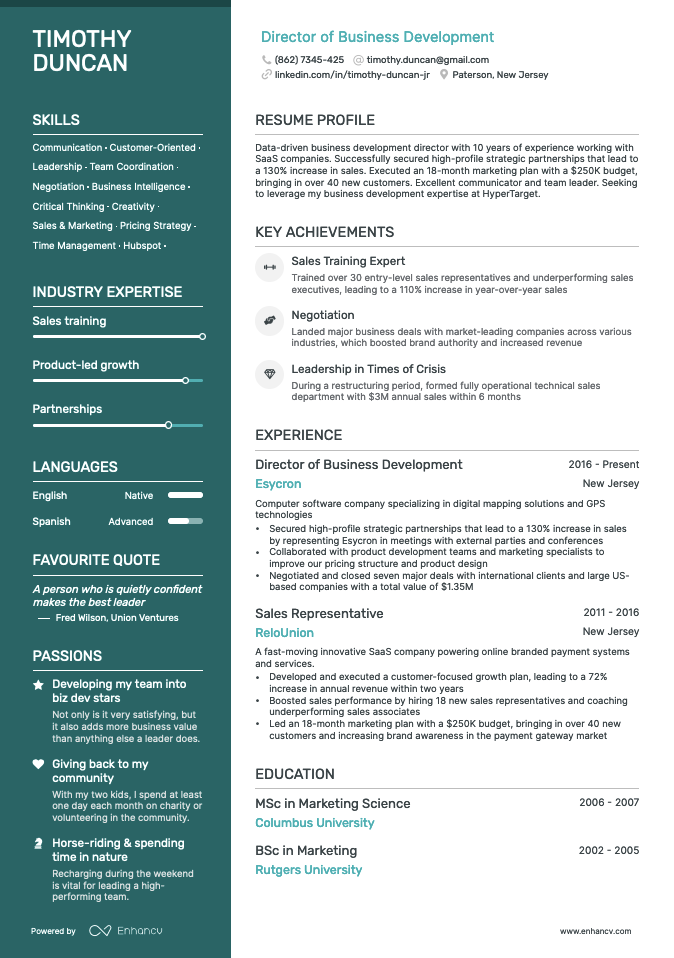 TIMOTHY
DUNCAN
SKILLS
Communication · Customer-Oriented ·
Leadership · Team Coordination ·
Negotiation · Business Intelligence ·
Critical Thinking · Creativity ·
Sales & Marketing · Pricing Strategy ·
Time Management · Hubspot ·
INDUSTRY EXPERTISE
Sales training
Product-led growth
Partnerships
LANGUAGES
English Native
Spanish Advanced
FAVOURITE QUOTE
A person who is quietly confident
makes the best leader
— Fred Wilson, Union Ventures
PASSIONS
Developing my team into
biz dev stars
Not only is it very satisfying, but
it also adds more business value
than anything else a leader does.
Giving back to my
community
With my two kids, I spend at least
one day each month on charity or
volunteering in the community.
Horse-riding & spending
time in nature
Recharging during the weekend
is vital for leading a high-
performing team.
Powered by Enhancv
Director of Business Development
(862) 7345-425 @ timothy.duncan@gmail.com
linkedin.com/in/timothy-duncan-jr Paterson, New Jersey
RESUME PROFILE
Data-driven business development director with 10 years of experience working with
SaaS companies. Successfully secured high-profile strategic partnerships that lead to
a 130% increase in sales. Executed an 18-month marketing plan with a $250K budget,
bringing in over 40 new customers. Excellent communicator and team leader. Seeking
to leverage my business development expertise at HyperTarget.
KEY ACHIEVEMENTS
Sales Training Expert
Trained over 30 entry-level sales representatives and underperforming sales
executives, leading to a 110% increase in year-over-year sales
Negotiation
Landed major business deals with market-leading companies across various
industries, which boosted brand authority and increased revenue
Leadership in Times of Crisis
During a restructuring period, formed fully operational technical sales
department with $3M annual sales within 6 months
EXPERIENCE
Director of Business Development 2016 - Present
Esycron New Jersey
Computer software company specializing in digital mapping solutions and GPS
technologies
• Secured high-profile strategic partnerships that lead to a 130% increase in sales
by representing Esycron in meetings with external parties and conferences
• Collaborated with product development teams and marketing specialists to
improve our pricing structure and product design
• Negotiated and closed seven major deals with international clients and large US-
based companies with a total value of $1.35M
Sales Representative 2011 - 2016
ReloUnion New Jersey
A fast-moving innovative SaaS company powering online branded payment systems
and services.
• Developed and executed a customer-focused growth plan, leading to a 72%
increase in annual revenue within two years
• Boosted sales performance by hiring 18 new sales representatives and coaching
underperforming sales associates
• Led an 18-month marketing plan with a $250K budget, bringing in over 40 new
customers and increasing brand awareness in the payment gateway market
EDUCATION
MSc in Marketing Science 2006 - 2007
Columbus University
BSc in Marketing 2002 - 2005
Rutgers University
www.enhancv.com